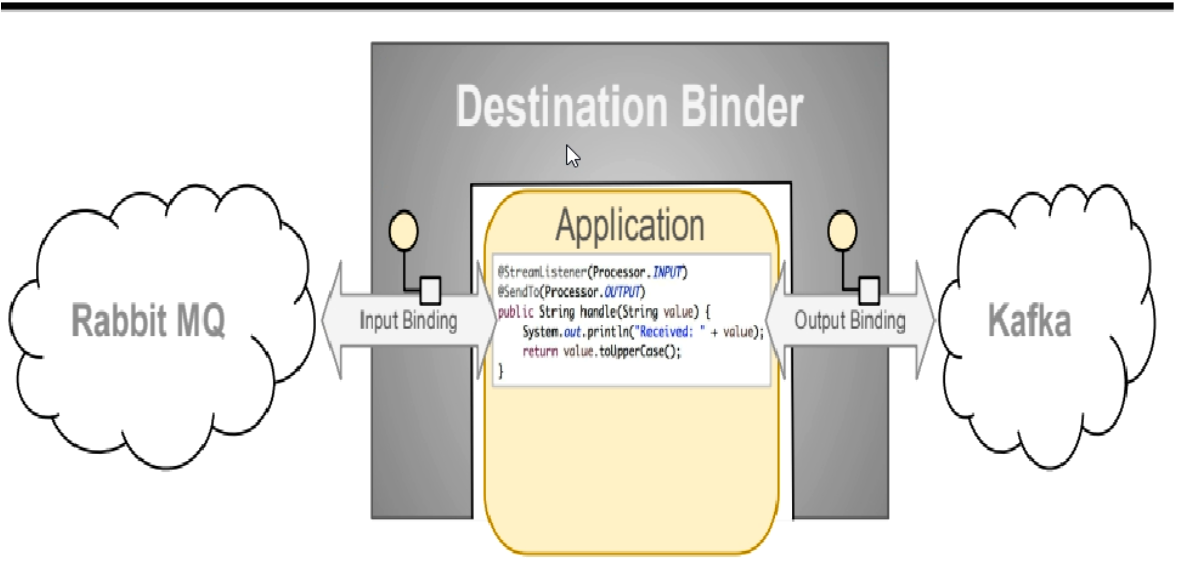 Destination Binder
Application
@StreamListener(Processor.INPUT)
@SendTo(Processor.OUTPUT)
public String handle(String value) {
System.out.println("Received: " + value);
return value.toUpperCase();
}
Rabbit MQ
Input Binding
Output Binding
Kafka